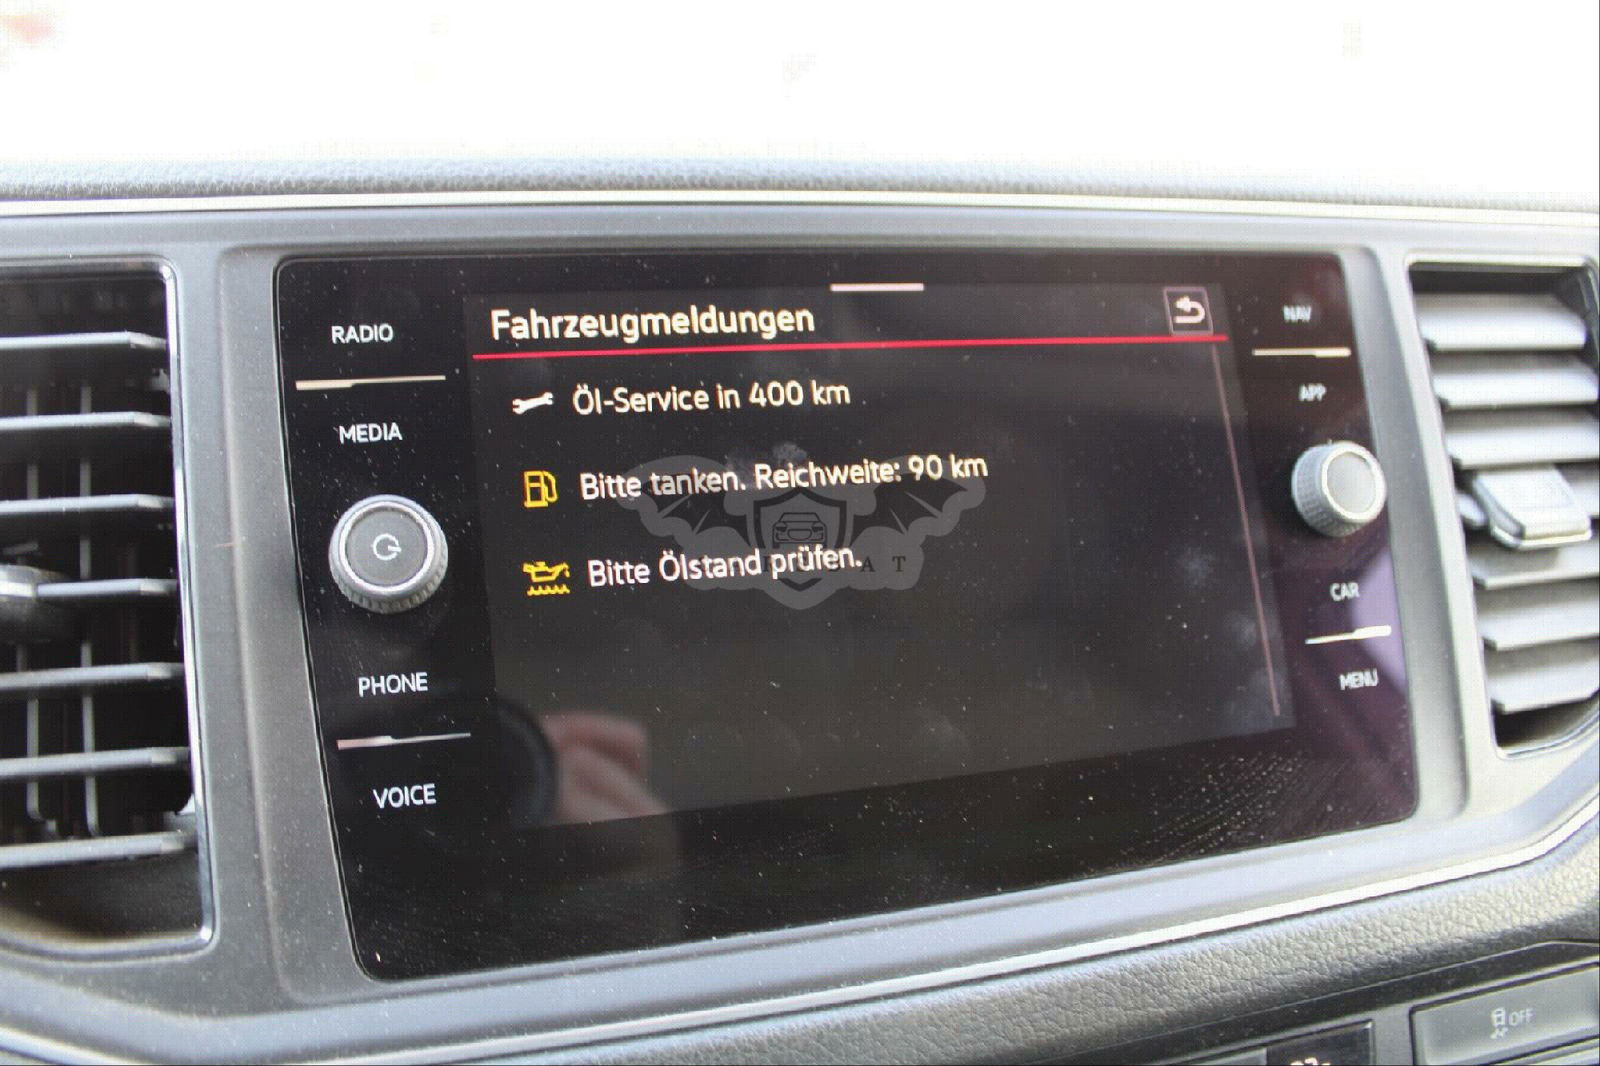 RADIO
MEDIA
PHONE
VOICE
Fahrzeugmeldungen
Öl-Service in 400 km
Bitte tanken. Reichweite: 90 km
Bitte Ölstand prüfen.
NAV
APP
CAR
MENU
OFF